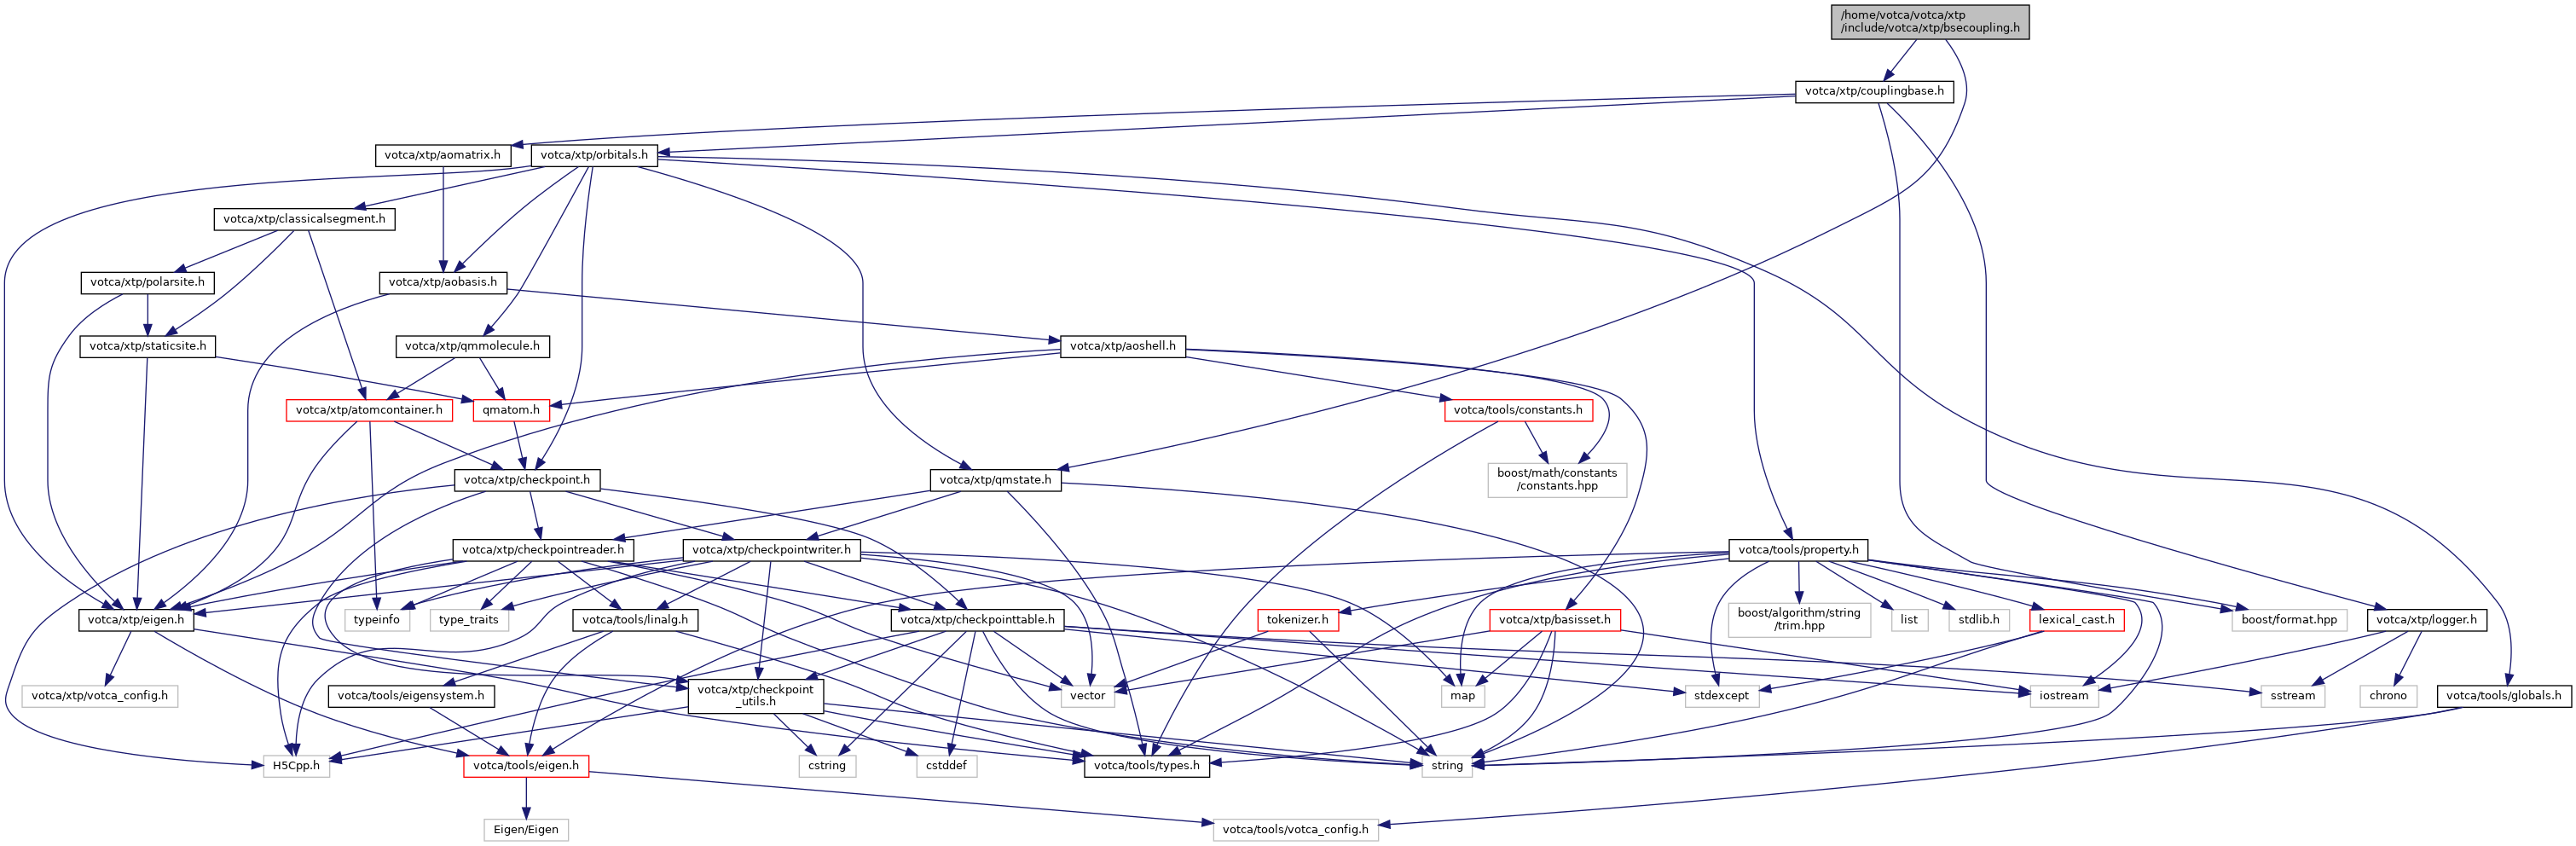 /home/votca/votca/xtp
/include/votca/xtp/bsecoupling.h
votca/xtp/couplingbase.h
votca/xtp/aomatrix.h
votca/xtp/orbitals.h
votca/xtp/classicalsegment.h
votca/xtp/polarsite.h
votca/xtp/aobasis.h
votca/xtp/staticsite.h
votca/xtp/qmmolecule.h
votca/xtp/aoshell.h
votca/xtp/atomcontainer.h
qmatom.h
votca/tools/constants.h
votca/xtp/checkpoint.h
votca/xtp/qmstate.h
boost/math/constants
/constants.hpp
votca/xtp/checkpointreader.h
votca/xtp/checkpointwriter.h
votca/tools/property.h
votca/xtp/eigen.h
typeinfo
type_traits
votca/tools/linalg.h
votca/xtp/checkpointtable.h
tokenizer.h
votca/xtp/basisset.h
boost/algorithm/string
/trim.hpp
list
stdlib.h
lexical_cast.h
boost/format.hpp
votca/xtp/logger.h
votca/xtp/votca_config.h
votca/tools/eigensystem.h
votca/xtp/checkpoint
_utils.h
vector
map
stdexcept
iostream
sstream
chrono
votca/tools/globals.h
H5Cpp.h
votca/tools/eigen.h
cstring
cstddef
votca/tools/types.h
string
Eigen/Eigen
votca/tools/votca_config.h